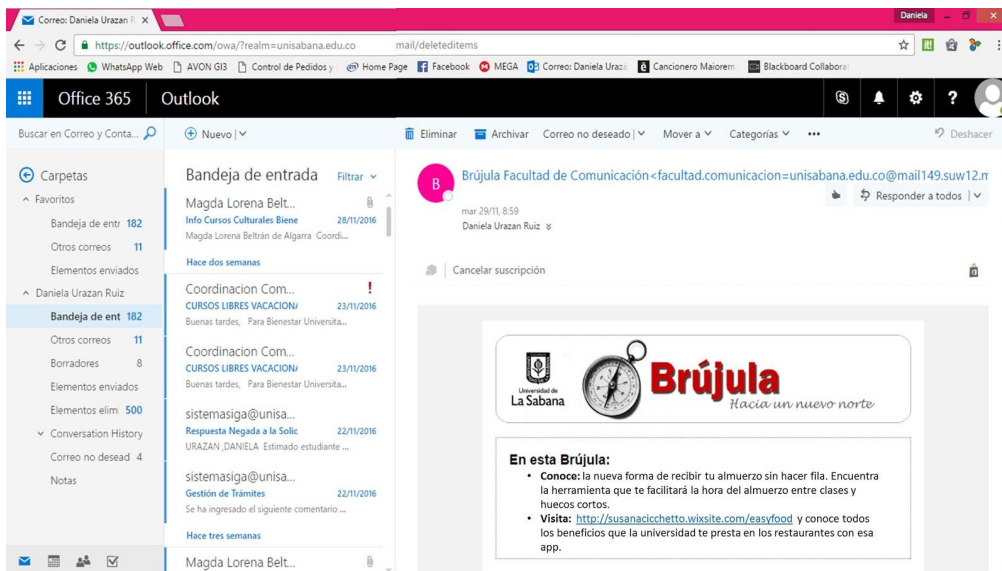 Correo: Daniela Urazan R
Daniela
https://outlook.office.com/owa/?realm=unisabana.edu.co mail/deleteditems
Aplicaciones WhatsApp Web AVON GI3 Control de Pedidos y Home Page Facebook MEGA Correo: Daniela Uraza Cancionero Maiorem Blackboard Collabora
Office 365 Outlook
Buscar en Correo y Conta...
Nuevo
Eliminar Archivar Correo no deseado Mover a Categorías ••• Deshacer
Carpetas
Favoritos
Bandeja de entr 182
Otros correos 11
Elementos enviados
Daniela Urazan Ruiz
Bandeja de ent 182
Otros correos 11
Borradores 8
Elementos enviados
Elementos elim 500
Conversation History
Correo no desead 4
Notas
Bandeja de entrada Filtrar
Magda Lorena Belt...
Info Cursos Culturales Biene 28/11/2016
Magda Lorena Beltrán de Algarra Coordi...
Hace dos semanas
Coordinacion Com... !
CURSOS LIBRES VACACION 23/11/2016
Buenas tardes, Para Bienestar Universita...
Coordinacion Com...
CURSOS LIBRES VACACION 23/11/2016
Buenas tardes, Para Bienestar Universita...
sistemasiga@unisa...
Respuesta Negada a la Solic 22/11/2016
URAZAN ,DANIELA Estimado estudiante ...
sistemasiga@unisa...
Gestión de Trámites 22/11/2016
Se ha ingresado el siguiente comentario ...
Hace tres semanas
Magda Lorena Belt...
B
Brújula Facultad de Comunicación<facultad.comunicacion=unisabana.edu.co@mail149.suw12.m
Responder a todos
mar 29/11, 8:59
Daniela Urazan Ruiz
Cancelar suscripción
Universidad de
La Sabana
Brújula
Hacia un nuevo norte
En esta Brújula:
• Conoce: la nueva forma de recibir tu almuerzo sin hacer fila. Encuentra
la herramienta que te facilitará la hora del almuerzo entre clases y
huecos cortos.
• Visita: http://susanacicchetto.wixsite.com/easyfood y conoce todos
los beneficios que la universidad te presta en los restaurantes con esa
app.